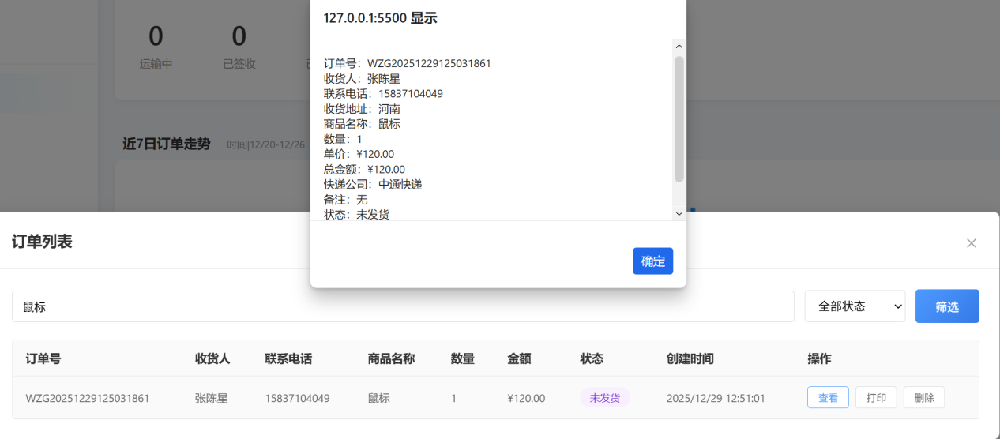 127.0.0.1:5500 显示
0
0
运输中
已签收
订单号：WZG20251229125031861
收货人：张陈星
联系电话：15837104049
收货地址：河南
商品名称：鼠标
数量：1
单价：¥120.00
总金额：¥120.00
快递公司：中通快递
备注：无
状态：未发货
确定
近7日订单走势
时间|12/20-12/26
订单列表
鼠标
全部状态
筛选
订单号 收货人 联系电话 商品名称 数量 金额 状态 创建时间 操作
WZG20251229125031861 张陈星 15837104049 鼠标 1 ¥120.00 未发货 2025/12/29 12:51:01 查看 打印 删除